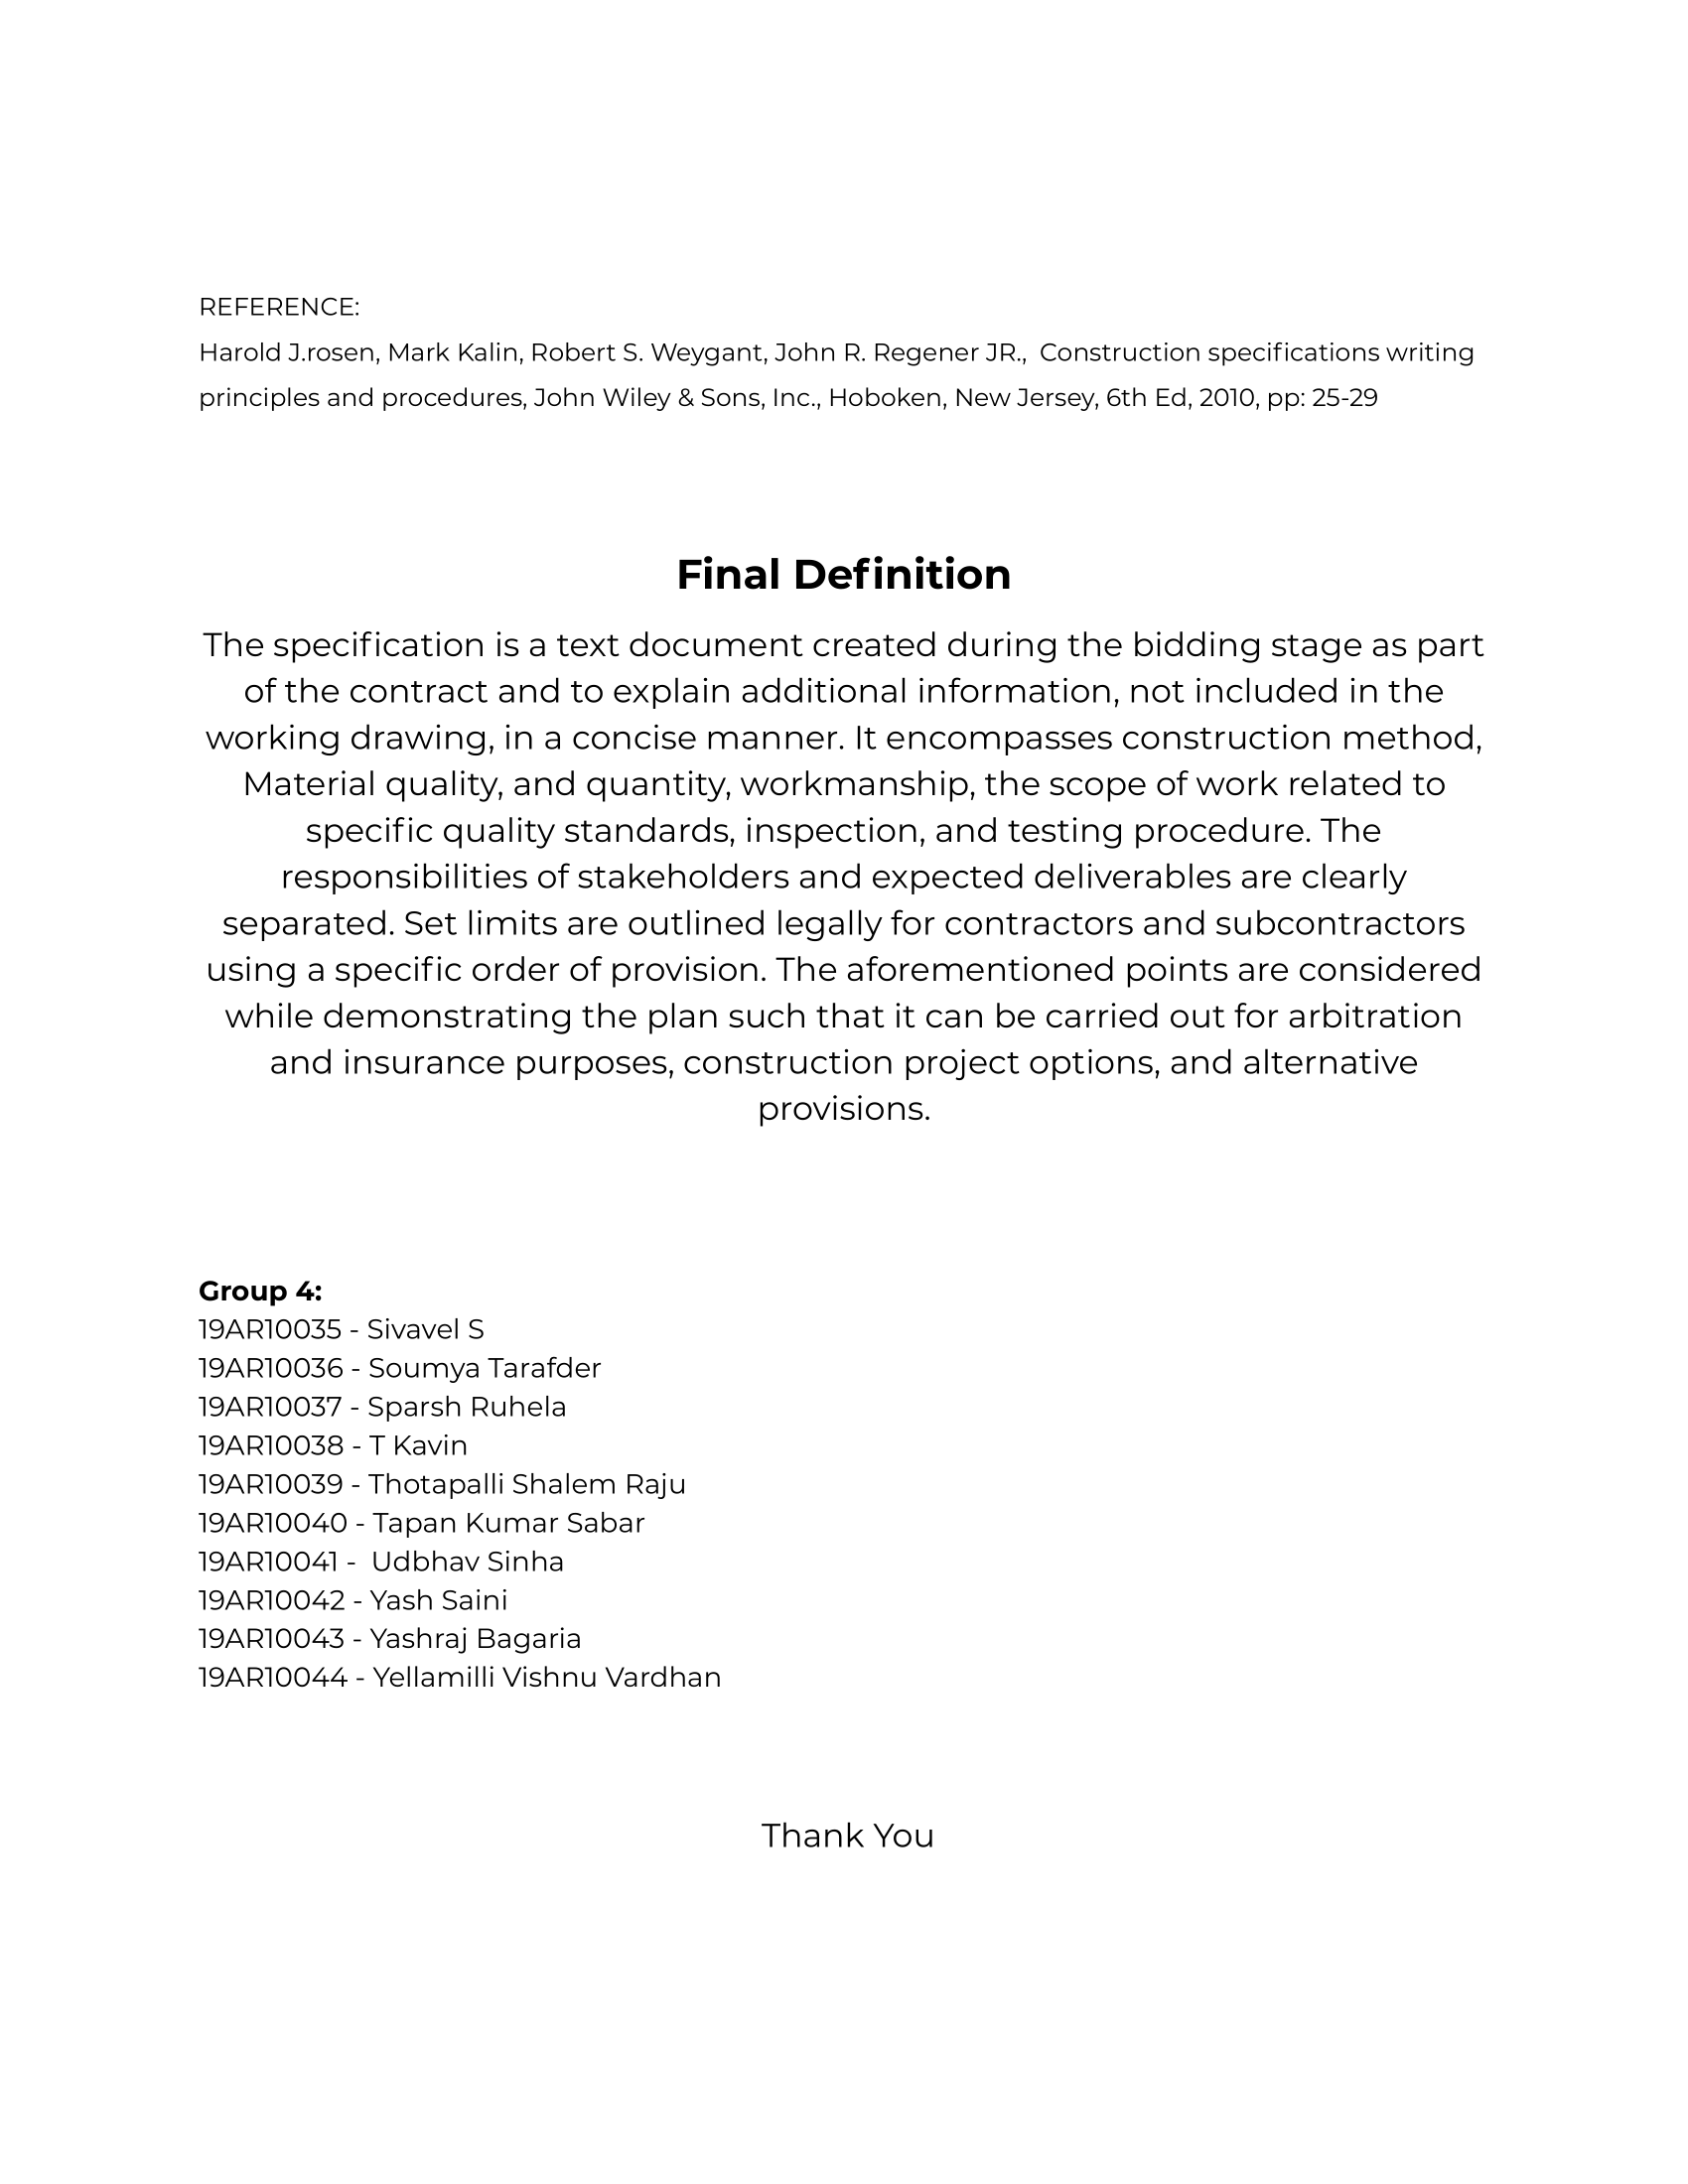 REFERENCE:
Harold J.rosen, Mark Kalin, Robert S. Weygant, John R. Regener JR.,  Construction specifications writing
principles and procedures, John Wiley & Sons, Inc., Hoboken, New Jersey, 6th Ed, 2010, pp: 25-29
Final Definition
The specification is a text document created during the bidding stage as part
of the contract and to explain additional information, not included in the
working drawing, in a concise manner. It encompasses construction method,
Material quality, and quantity, workmanship, the scope of work related to
specific quality standards, inspection, and testing procedure. The
responsibilities of stakeholders and expected deliverables are clearly
separated. Set limits are outlined legally for contractors and subcontractors
using a specific order of provision. The aforementioned points are considered
while demonstrating the plan such that it can be carried out for arbitration
and insurance purposes, construction project options, and alternative
provisions.
Group 4:
19AR10035 - Sivavel S
19AR10036 - Soumya Tarafder
19AR10037 - Sparsh Ruhela
19AR10038 - T Kavin
19AR10039 - Thotapalli Shalem Raju
19AR10040 - Tapan Kumar Sabar
19AR10041 -  Udbhav Sinha
19AR10042 - Yash Saini
19AR10043 - Yashraj Bagaria
19AR10044 - Yellamilli Vishnu Vardhan
Thank You